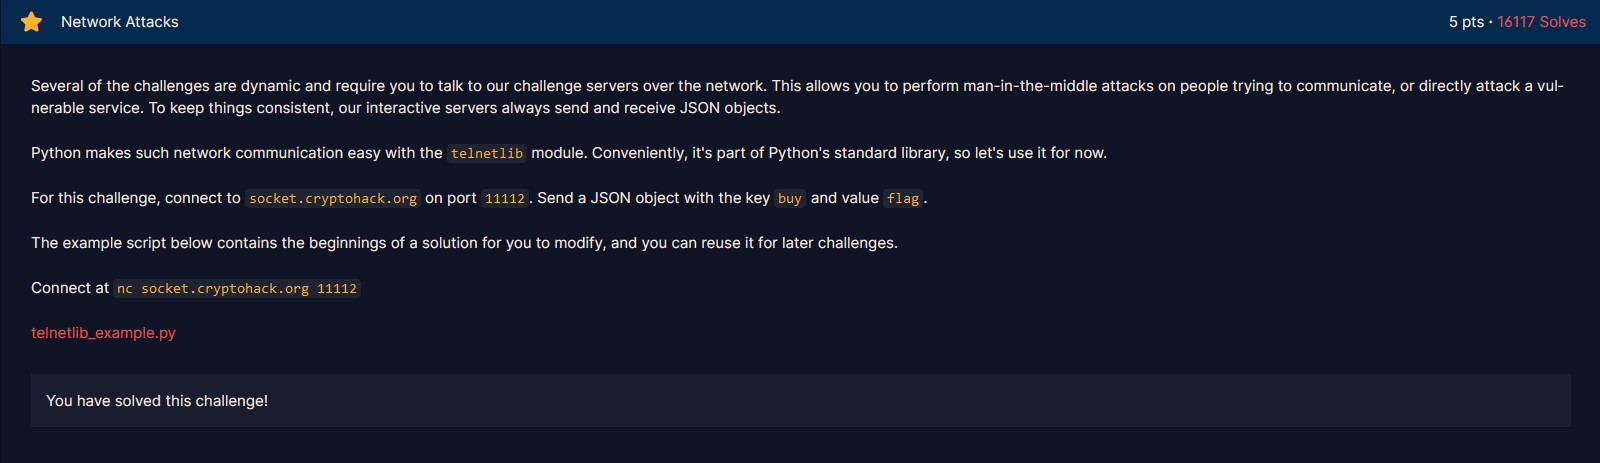 Network Attacks
5 pts · 16117 Solves
Several of the challenges are dynamic and require you to talk to our challenge servers over the network. This allows you to perform man-in-the-middle attacks on people trying to communicate, or directly attack a vul-
nerable service. To keep things consistent, our interactive servers always send and receive JSON objects.
Python makes such network communication easy with the telnetlib module. Conveniently, it's part of Python's standard library, so let's use it for now.
For this challenge, connect to socket.cryptohack.org on port 11112. Send a JSON object with the key buy and value flag.
The example script below contains the beginnings of a solution for you to modify, and you can reuse it for later challenges.
Connect at nc socket.cryptohack.org 11112
telnetlib_example.py
You have solved this challenge!